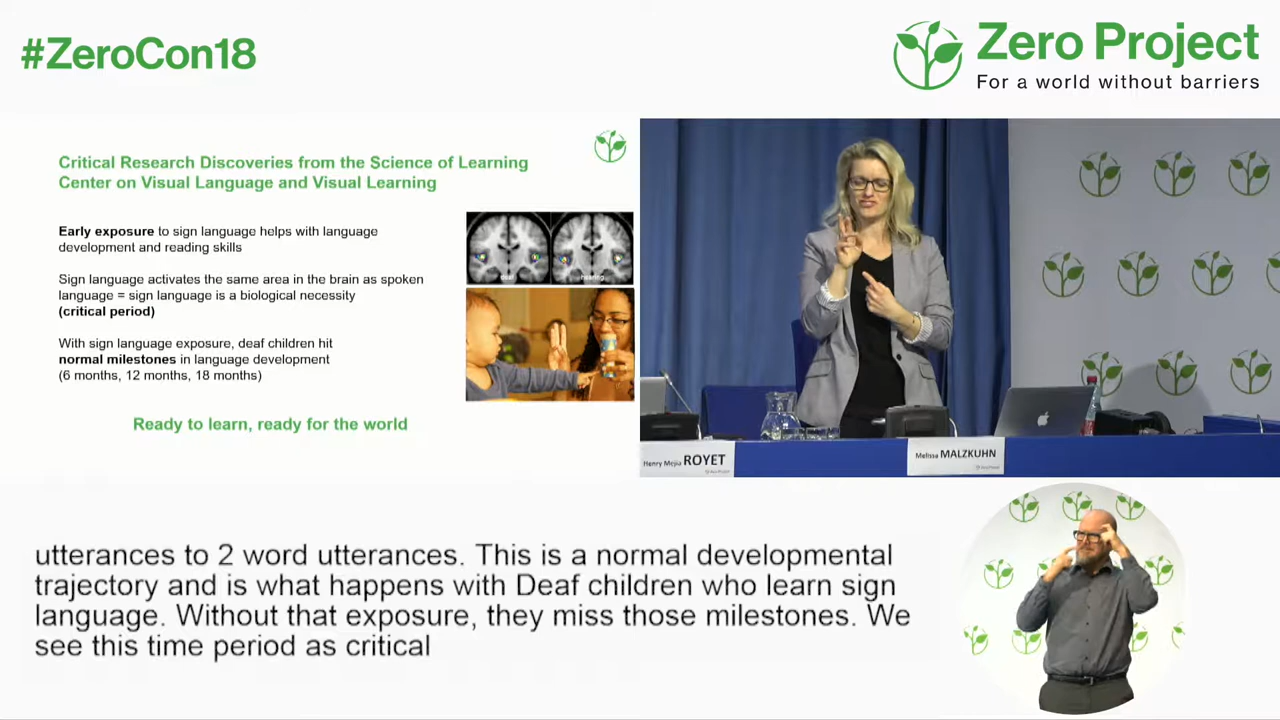 #ZeroCon18
Zero Project
For a world without barriers
Critical Research Discoveries from the Science of Learning
Center on Visual Language and Visual Learning
Early exposure to sign language helps with language
development and reading skills
Sign language activates the same area in the brain as spoken
language = sign language is a biological necessity
(critical period)
With sign language exposure, deaf children hit
normal milestones in language development
(6 months, 12 months, 18 months)
Ready to learn, ready for the world
deaf
hearing
Henry Mejia ROYET
Melissa MALZKUHN
utterances to 2 word utterances. This is a normal developmental
trajectory and is what happens with Deaf children who learn sign
language. Without that exposure, they miss those milestones. We
see this time period as critical